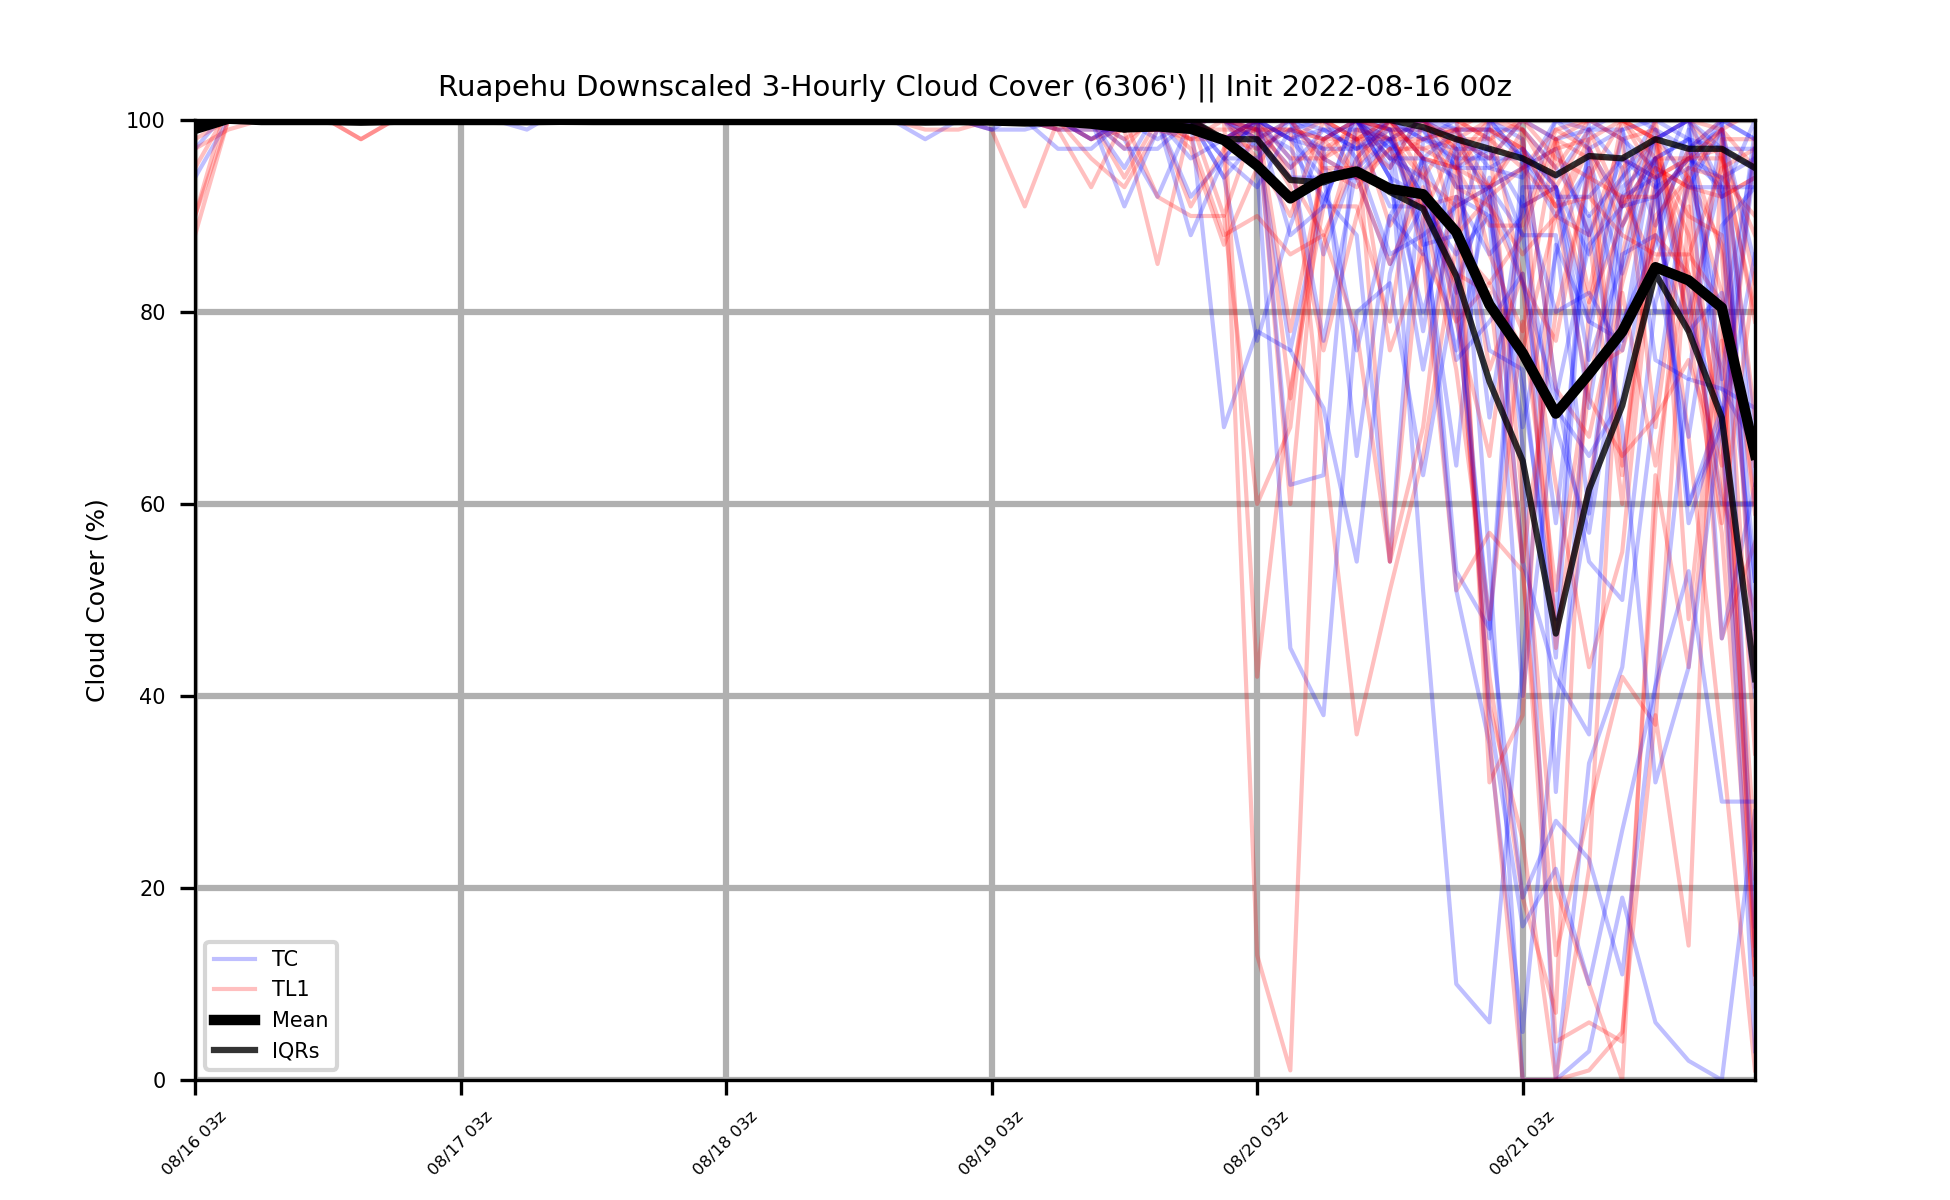 Ruapehu Downscaled 3-Hourly Cloud Cover (6306') || Init 2022-08-16 00z
Cloud Cover (%)
100
80
60
40
20
0
TC
TL1
Mean
IQRs
08/16 03z
08/17 03z
08/18 03z
08/19 03z
08/20 03z
08/21 03z